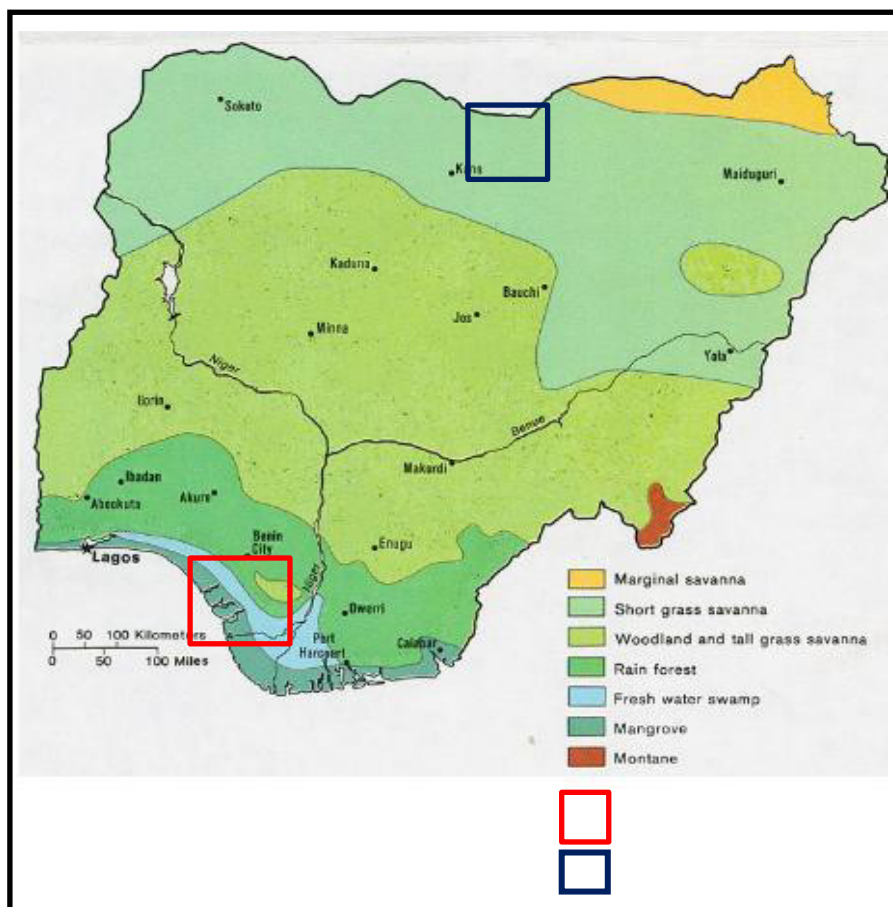 Sokoto
Kano
Maiduguri
Kaduna
Bauchi
Jos
Minna
Yola
Niger
Ilorin
Benue
Makurdi
Ibadan
Abeokuta
Akure
Benin
City
Enugu
Lagos
Niger
Owerri
Port
Harcourt
Calabar
0 50 100 Kilometers
0 50 100 Miles
Marginal savanna
Short grass savanna
Woodland and tall grass savanna
Rain forest
Fresh water swamp
Mangrove
Montane